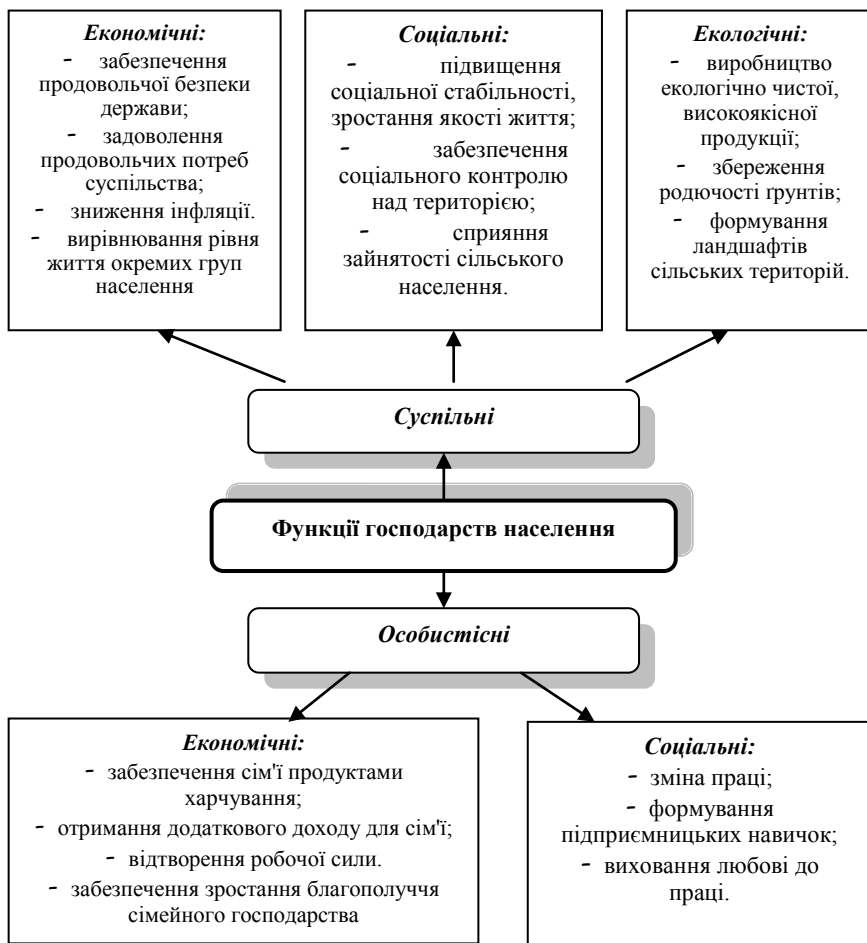 Економічні:
- забезпечення
продовольчої безпеки
держави;
- задоволення
продовольчих потреб
суспільства;
- зниження інфляції.
- вирівнювання рівня
життя окремих груп
населення
Соціальні:
- підвищення
соціальної стабільності,
зростання якості життя;
- забезпечення
соціального контролю
над територією;
- сприяння
зайнятості сільського
населення.
Екологічні:
- виробництво
екологічно чистої,
високоякісної
продукції;
- збереження
родючості ґрунтів;
- формування
ландшафтів
сільських територій.
Суспільні
Функції господарств населення
Особистісні
Економічні:
- забезпечення сім'ї продуктами
харчування;
- отримання додаткового доходу для сім'ї;
- відтворення робочої сили.
- забезпечення зростання благополуччя
сімейного господарства
Соціальні:
- зміна праці;
- формування
підприємницьких навичок;
- виховання любові до
праці.